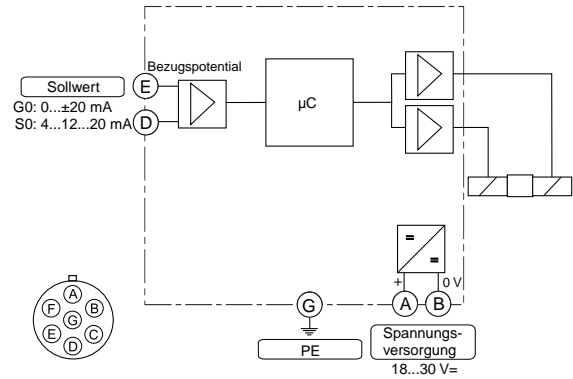 Bezugspotential
Sollwert
E
G0: 0...±20 mA
S0: 4...12...20 mA
D
µC
=
=
+
0 V
G
A
B
PE
Spannungs-
versorgung
18...30 V=
A
F
B
G
E
C
D